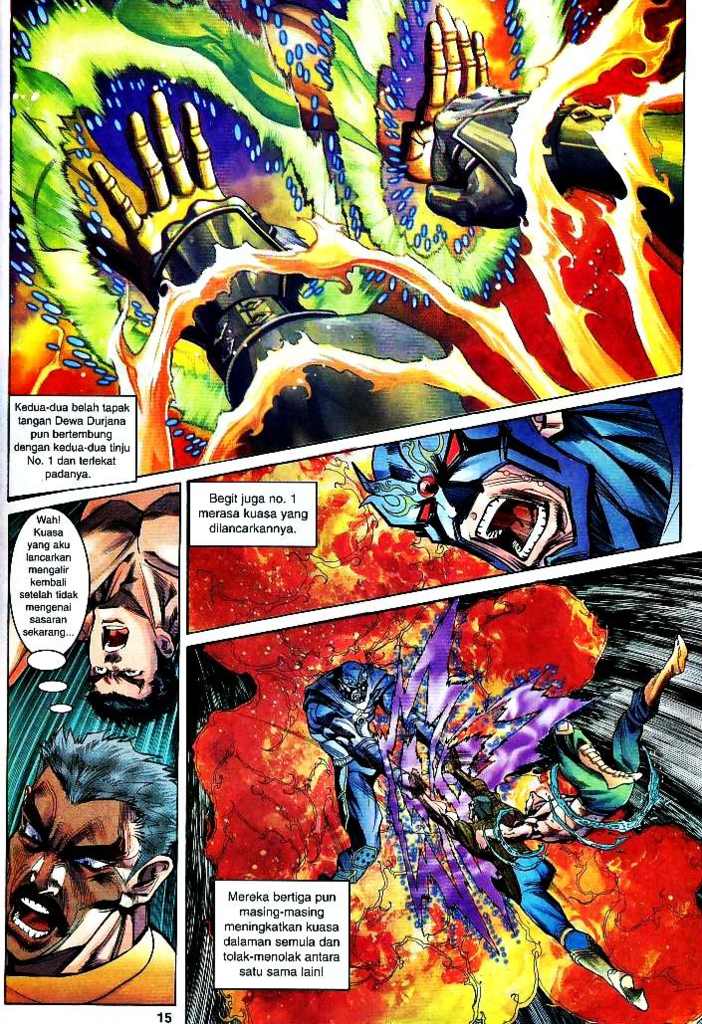 Kedua-dua belah tapak
tangan Dewa Durjana
pun bertembung
dengan kedua-dua tinju
No. 1 dan terlekat
padanya.
Begit juga no. 1
merasa kuasa yang
dilancarkannya.
Wah!
Kuasa
yang aku
lancarkan
mengalir
kembali
setelah tidak
mengenai
sasaran
sekarang...
Mereka bertiga pun
masing-masing
meningkatkan kuasa
dalaman semula dan
tolak-menolak antara
satu sama lain!
15